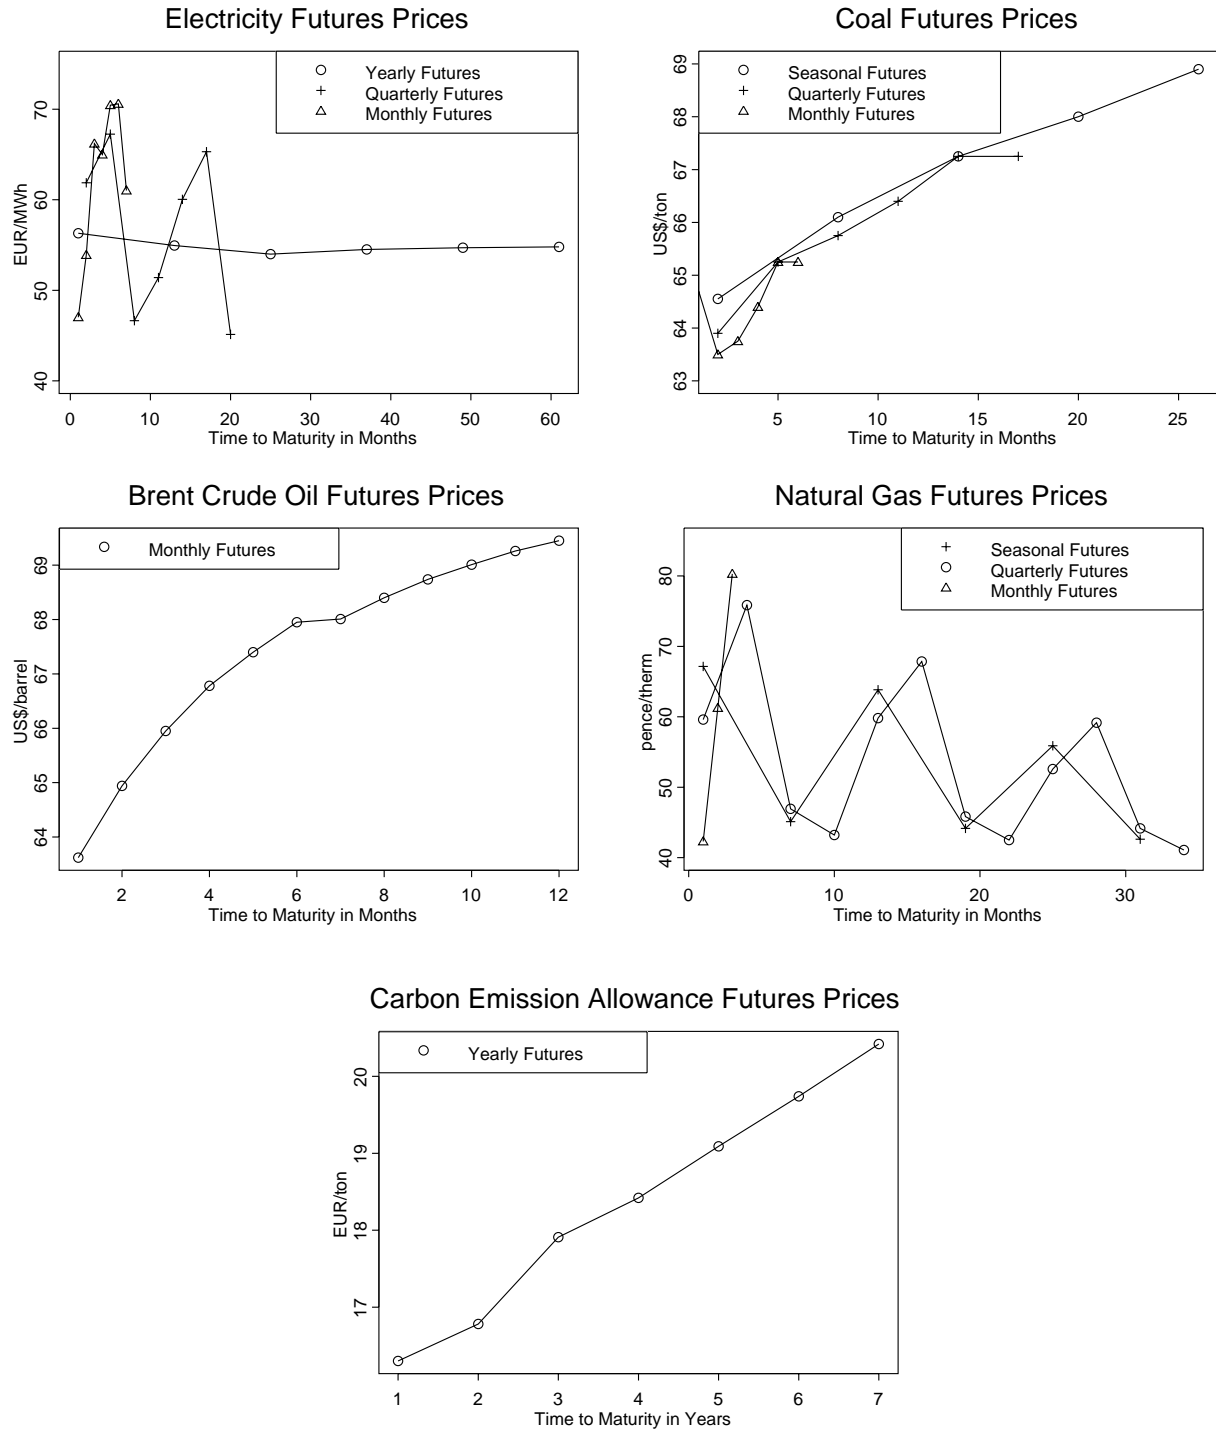 Electricity Futures Prices
Yearly Futures
Quarterly Futures
Monthly Futures
EUR/MWh
40 50 60 70
0 10 20 30 40 50 60
Time to Maturity in Months
Coal Futures Prices
Seasonal Futures
Quarterly Futures
Monthly Futures
US$/ton
63 64 65 66 67 68 69
5 10 15 20 25
Time to Maturity in Months
Brent Crude Oil Futures Prices
Monthly Futures
US$/barrel
64 65 66 67 68 69
2 4 6 8 10 12
Time to Maturity in Months
Natural Gas Futures Prices
Seasonal Futures
Quarterly Futures
Monthly Futures
pence/therm
40 50 60 70 80
0 10 20 30
Time to Maturity in Months
Carbon Emission Allowance Futures Prices
Yearly Futures
EUR/ton
17 18 19 20
1 2 3 4 5 6 7
Time to Maturity in Years